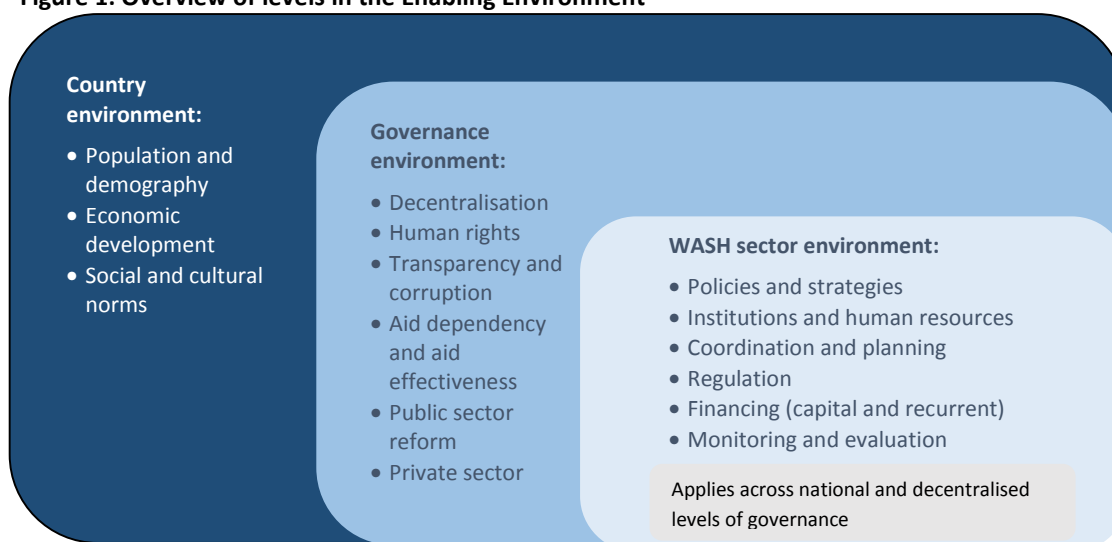 Figure 1: Overview of levels in the Enabling Environment
Country
environment:
• Population and
demography
• Economic
development
• Social and cultural
norms
Governance
environment:
• Decentralisation
• Human rights
• Transparency and
corruption
• Aid dependency
and aid
effectiveness
• Public sector
reform
• Private sector
WASH sector environment:
• Policies and strategies
• Institutions and human resources
• Coordination and planning
• Regulation
• Financing (capital and recurrent)
• Monitoring and evaluation
Applies across national and decentralised
levels of governance